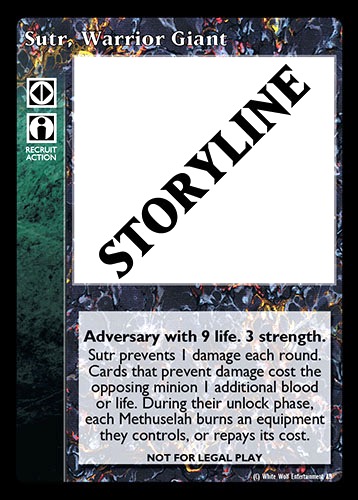 Sutr, Warrior Giant
RECRUIT
ACTION
STORYLINE
Adversary with 9 life. 3 strength.
Sutr prevents 1 damage each round.
Cards that prevent damage cost the
opposing minion 1 additional blood
or life. During their unlock phase,
each Methuselah burns an equipment
they controls, or repays its cost.
NOT FOR LEGAL PLAY
(C) White Wolf Entertainment AB